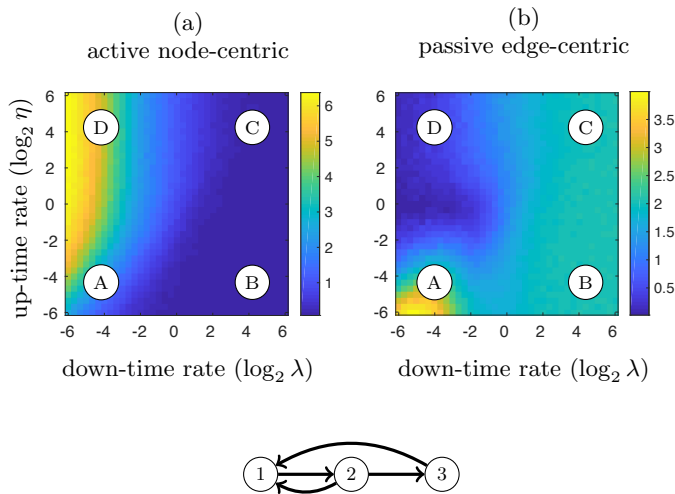 (a)
active node-centric
(b)
passive edge-centric
up-time rate (log₂ η)
6
4
2
0
-2
-4
-6
D
C
A
B
-6 -4 -2 0 2 4 6
6
5
4
3
2
1
down-time rate (log₂ λ)
6
4
2
0
-2
-4
-6
D
C
A
B
-6 -4 -2 0 2 4 6
3.5
3
2.5
2
1.5
1
0.5
down-time rate (log₂ λ)
1 2 3